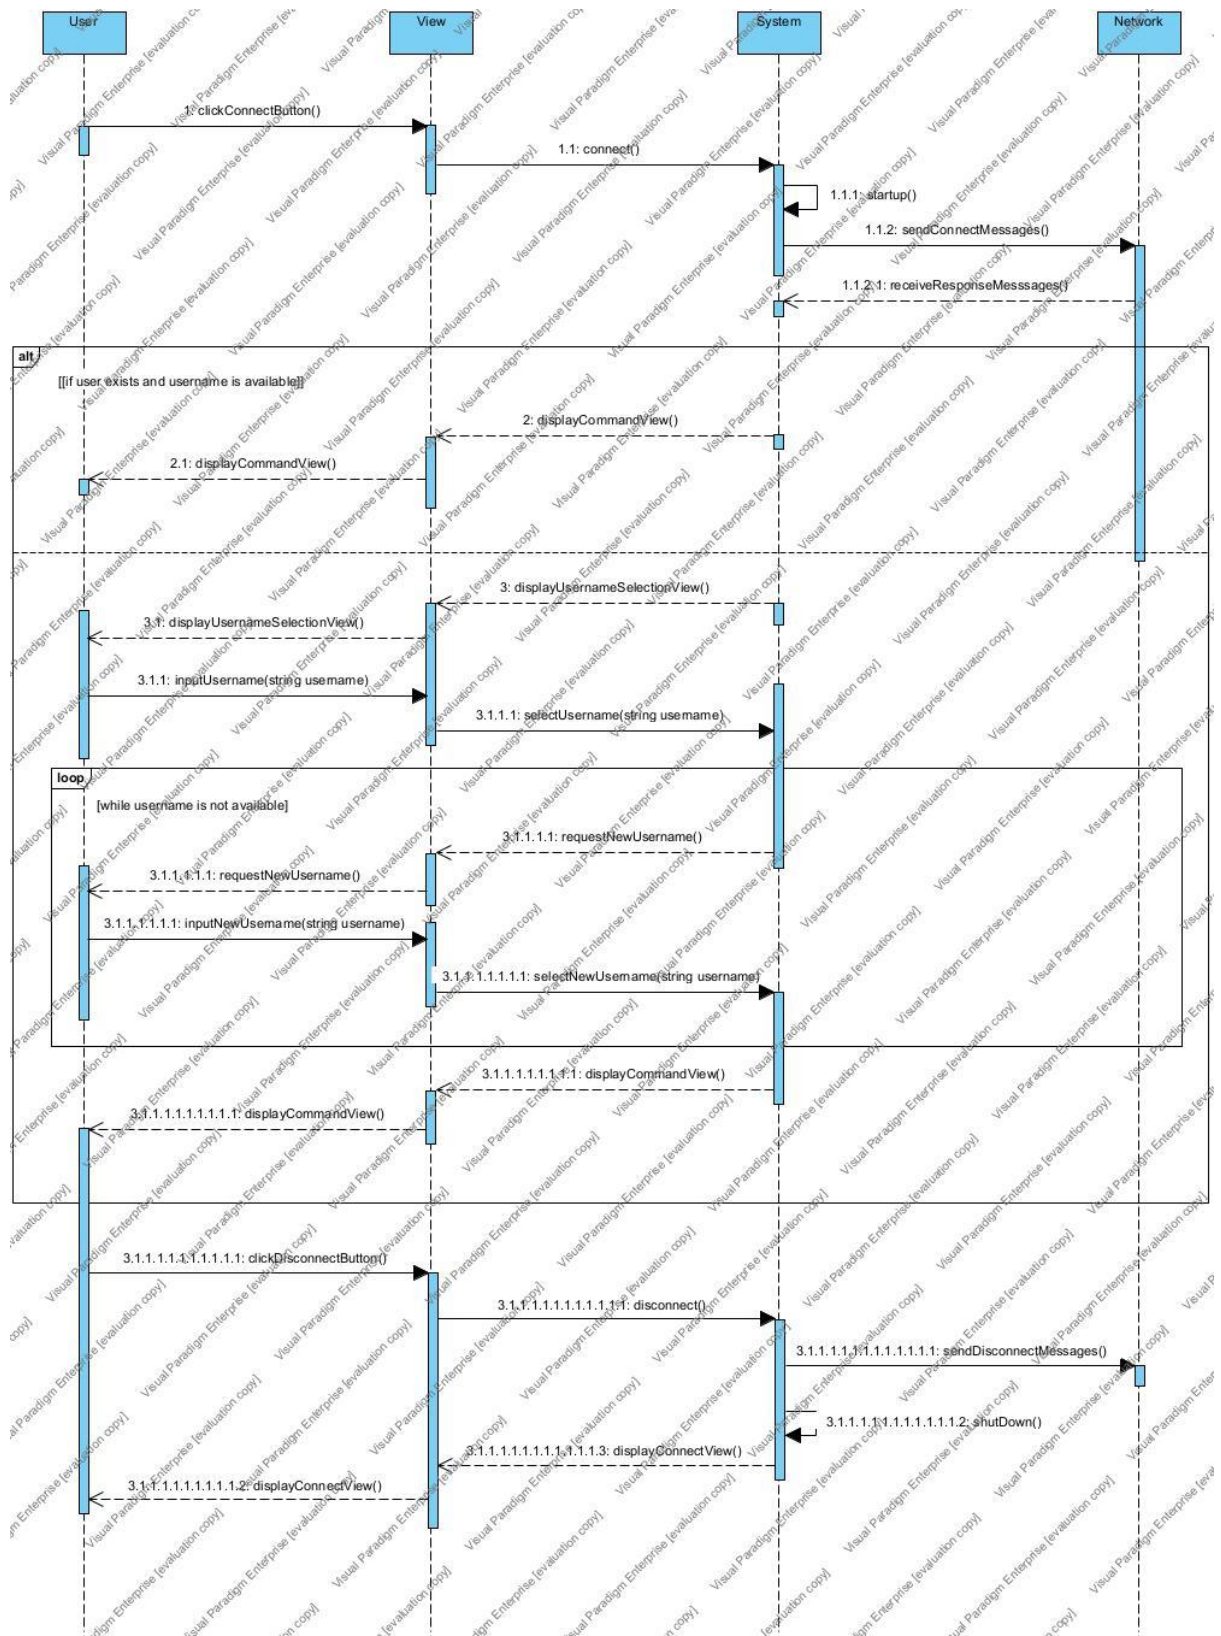 User
View
System
Network
1: clickConnectButton()
1.1: connect()
1.1.1: startup()
1.1.2: sendConnectMessages()
1.1.2.1: receiveResponseMesssages()
alt
[[if user exists and username is available]]
2: displayCommandView()
2.1: displayCommandView()
3: displayUsernameSelectionView()
3.1: displayUsernameSelectionView()
3.1.1: inputUsername(string username)
3.1.1.1: selectUsername(string username)
loop
[while username is not available]
3.1.1.1.1: requestNewUsername()
3.1.1.1.1.1: requestNewUsername()
3.1.1.1.1.1.1: inputNewUsername(string username)
3.1.1.1.1.1.1.1: selectNewUsername(string username)
3.1.1.1.1.1.1.1.1: displayCommandView()
3.1.1.1.1.1.1.1.1.1: displayCommandView()
3.1.1.1.1.1.1.1.1.1.1: clickDisconnectButton()
3.1.1.1.1.1.1.1.1.1.1.1: disconnect()
3.1.1.1.1.1.1.1.1.1.1.1.1: sendDisconnectMessages()
3.1.1.1.1.1.1.1.1.1.1.1.2: shutDown()
3.1.1.1.1.1.1.1.1.1.1.1.3: displayConnectView()
3.1.1.1.1.1.1.1.1.1.1.2: displayConnectView()
Visual Paradigm Enterprise [evaluation copy]